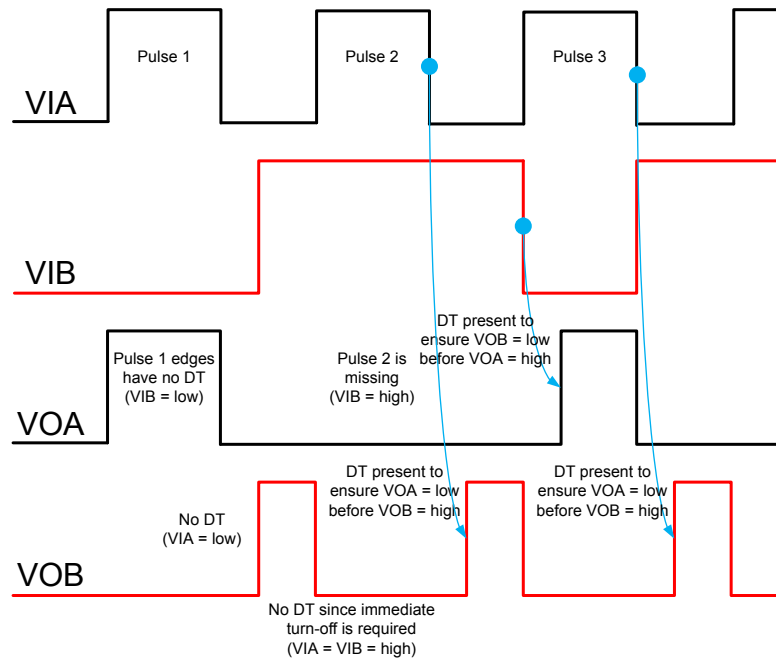 Pulse 1
Pulse 2
Pulse 3
VIA
VIB
DT present to
ensure VOB = low
before VOA = high
Pulse 1 edges
have no DT
(VIB = low)
Pulse 2 is
missing
(VIB = high)
VOA
DT present to
ensure VOA = low
before VOB = high
DT present to
ensure VOA = low
before VOB = high
No DT
(VIA = low)
VOB
No DT since immediate
turn-off is required
(VIA = VIB = high)